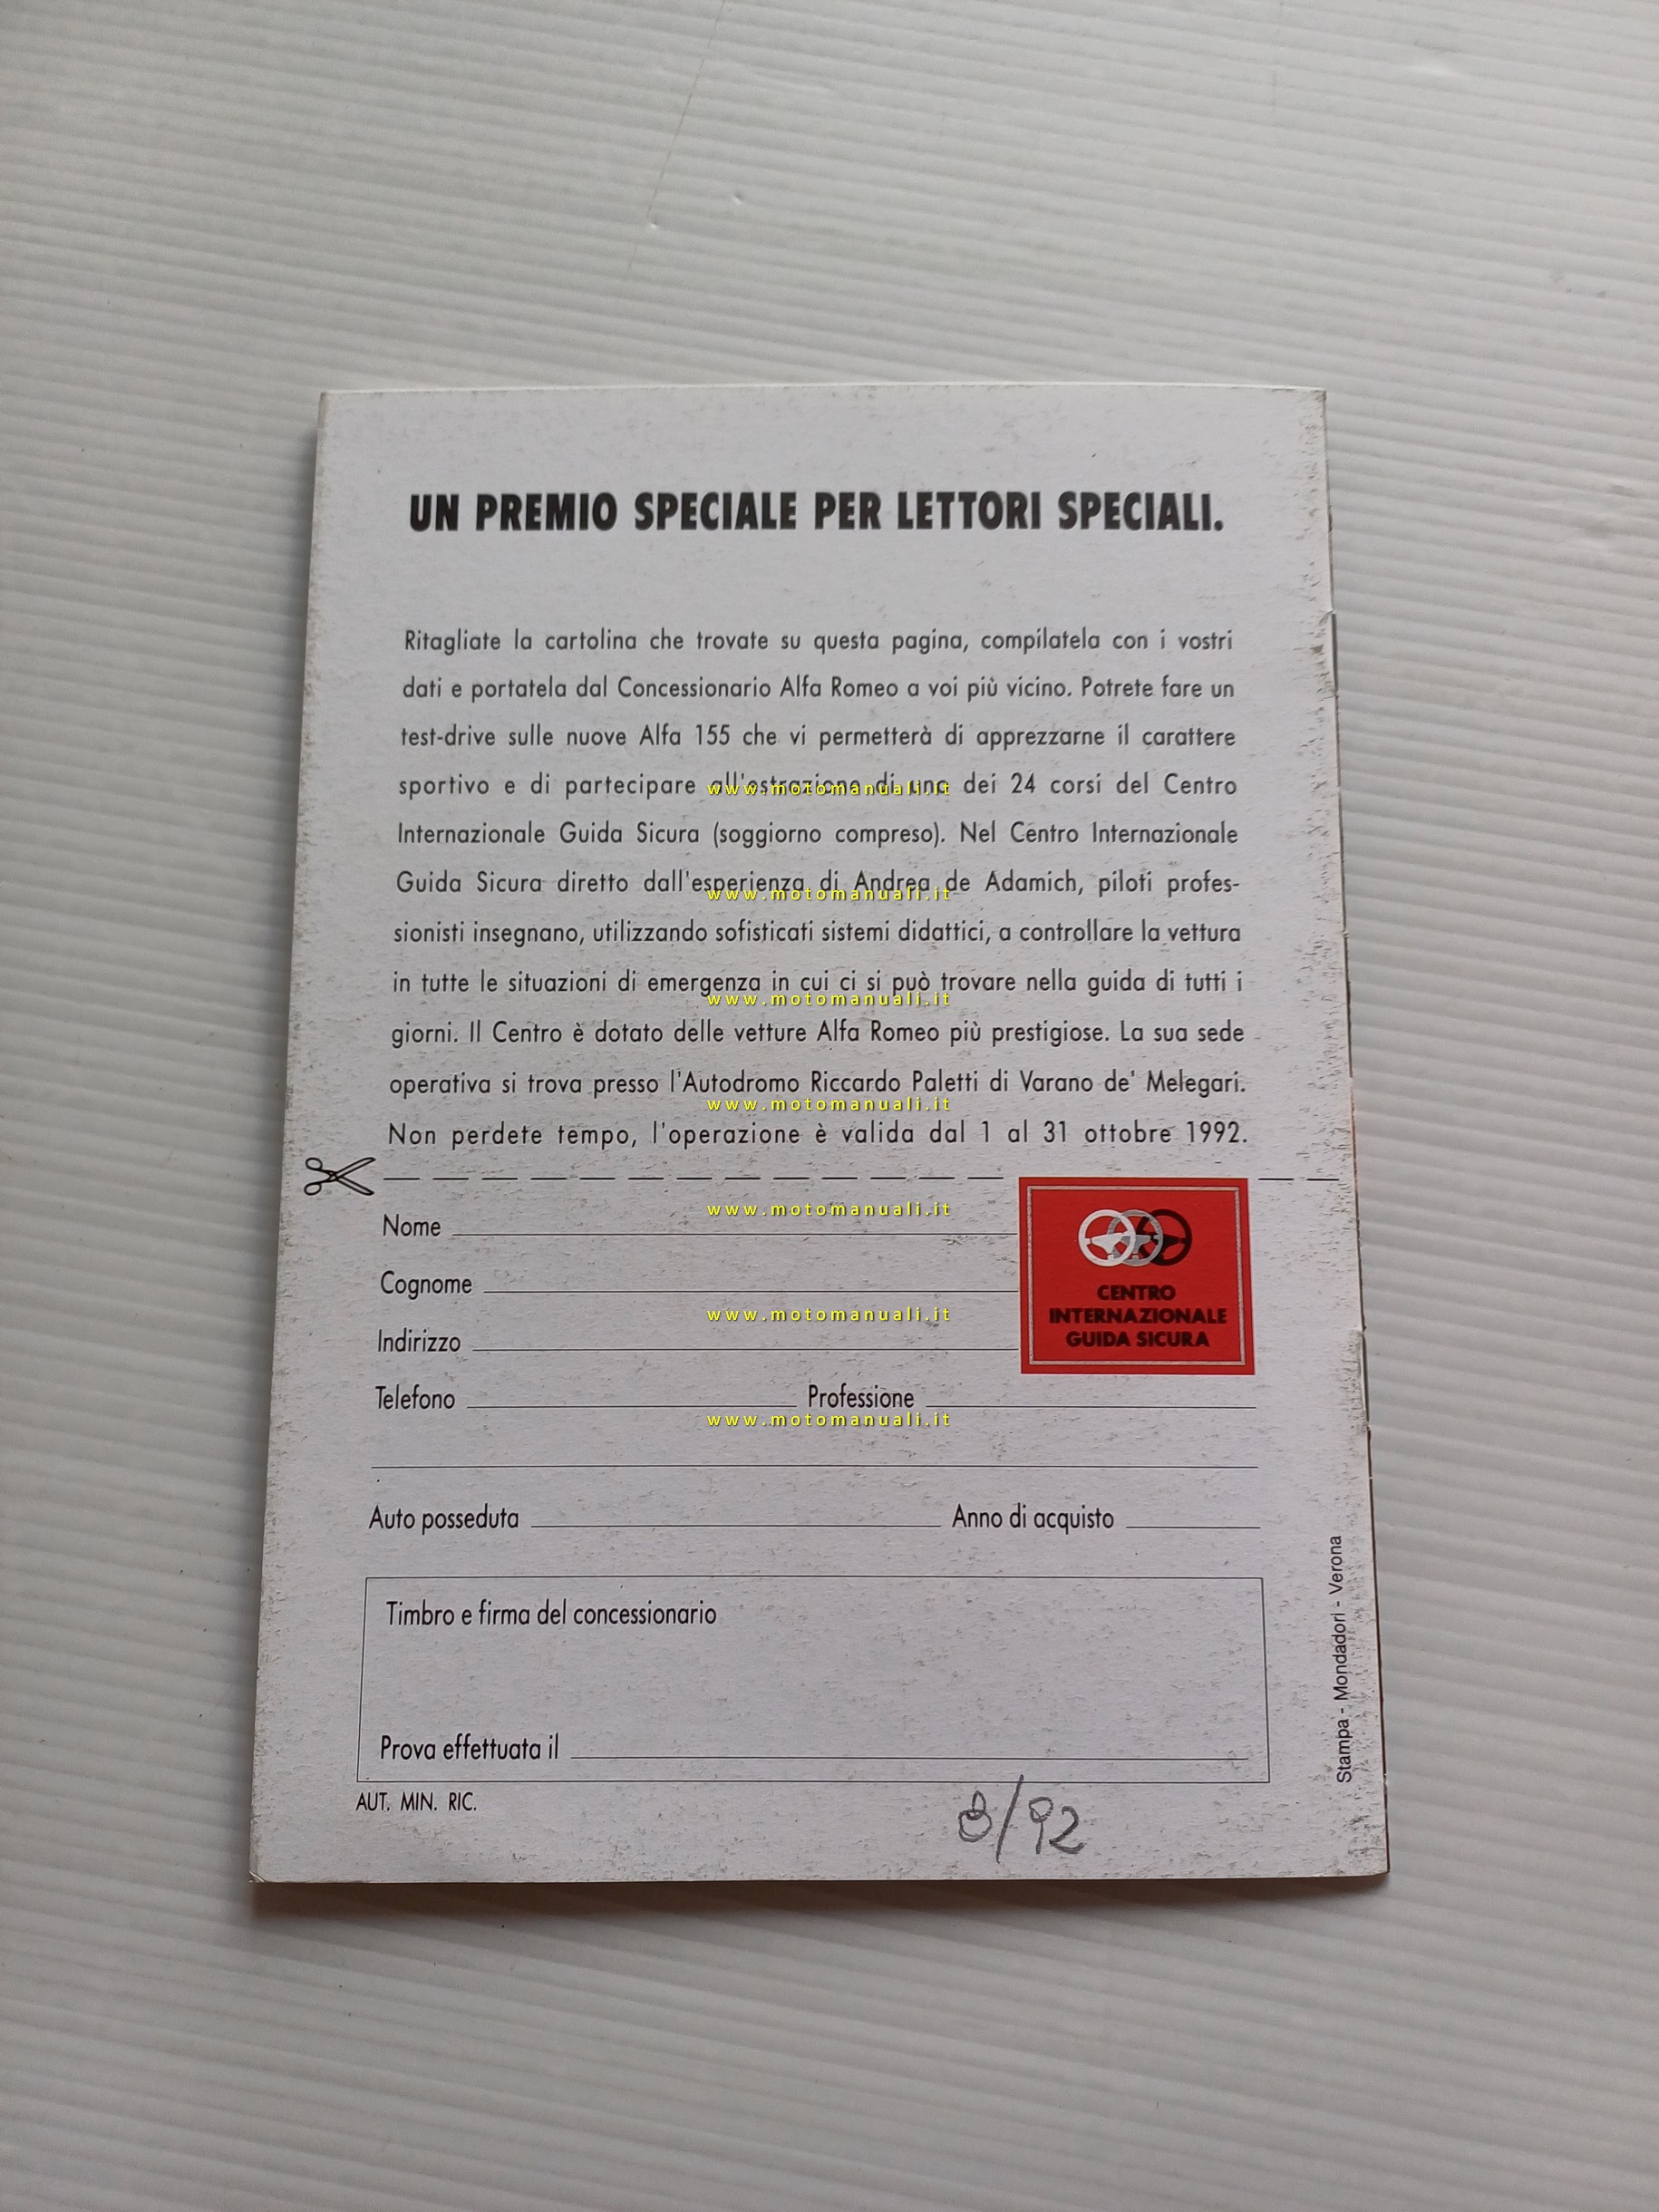 UN PREMIO SPECIALE PER LETTORI SPECIALI.
Ritagliate la cartolina che trovate su questa pagina, compilatela con i vostri
dati e portatela dal Concessionario Alfa Romeo a voi più vicino. Potrete fare un
test-drive sulle nuove Alfa 155 che vi permetterà di apprezzarne il carattere
sportivo e di partecipare all'estrazione di uno dei 24 corsi del Centro
www.motomanuali.it
Internazionale Guida Sicura (soggiorno compreso). Nel Centro Internazionale
Guida Sicura diretto dall'esperienza di Andrea de Adamich, piloti profes-
www.motomanuali.it
sionisti insegnano, utilizzando sofisticati sistemi didattici, a controllare la vettura
in tutte le situazioni di emergenza in cui ci si può trovare nella guida di tutti i
www.motomanuali.it
giorni. Il Centro è dotato delle vetture Alfa Romeo più prestigiose. La sua sede
operativa si trova presso l'Autodromo Riccardo Paletti di Varano de' Melegari.
www.motomanuali.it
Non perdete tempo, l'operazione è valida dal 1 al 31 ottobre 1992.
www.motomanuali.it
Nome
Cognome
Indirizzo
CENTRO
INTERNAZIONALE
GUIDA SICURA
www.motomanuali.it
Telefono Professione
www.motomanuali.it
Auto posseduta Anno di acquisto
Timbro e firma del concessionario
Prova effettuata il
AUT. MIN. RIC.
Stampa - Mondadori - Verona
8/92